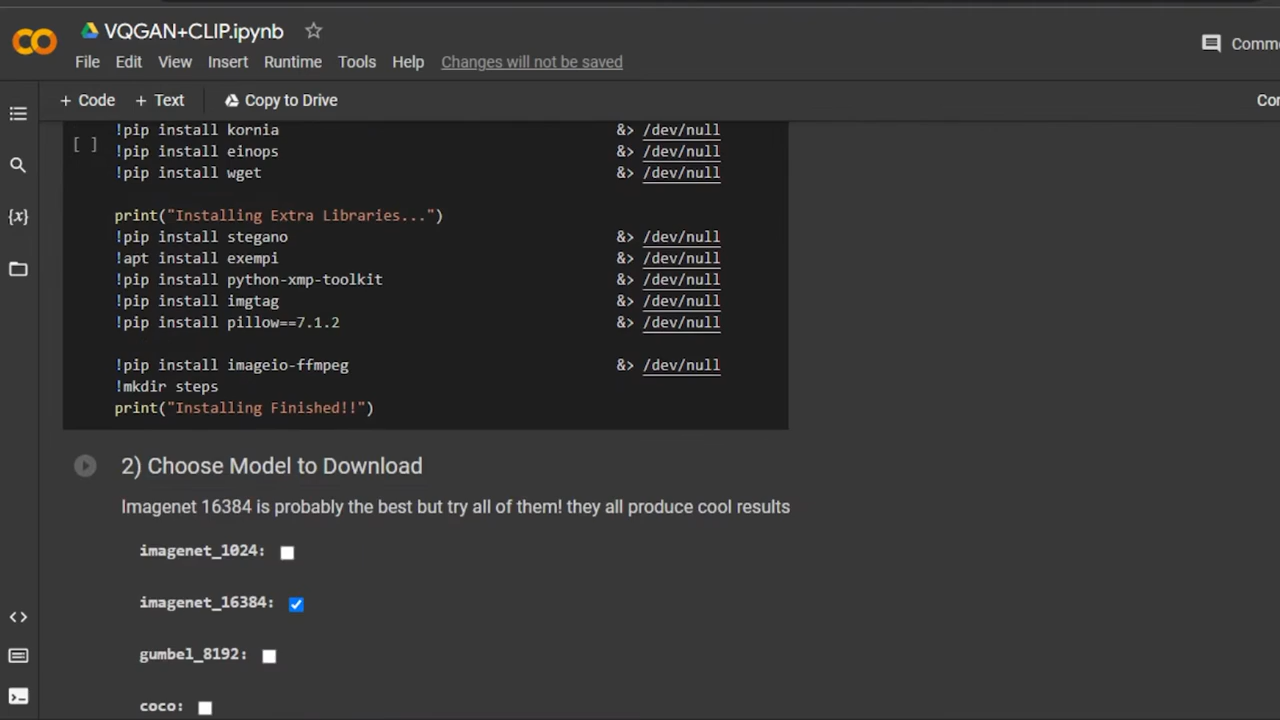 VQGAN+CLIP.ipynb
File Edit View Insert Runtime Tools Help Changes will not be saved
Comme
+ Code + Text Copy to Drive
Con
[ ] !pip install kornia &> /dev/null
!pip install einops &> /dev/null
!pip install wget &> /dev/null
print("Installing Extra Libraries...")
!pip install stegano &> /dev/null
!apt install exempi &> /dev/null
!pip install python-xmp-toolkit &> /dev/null
!pip install imgtag &> /dev/null
!pip install pillow==7.1.2 &> /dev/null
!pip install imageio-ffmpeg &> /dev/null
!mkdir steps
print("Installing Finished!!")
2) Choose Model to Download
Imagenet 16384 is probably the best but try all of them! they all produce cool results
imagenet_1024:
imagenet_16384:
gumbel_8192:
coco: